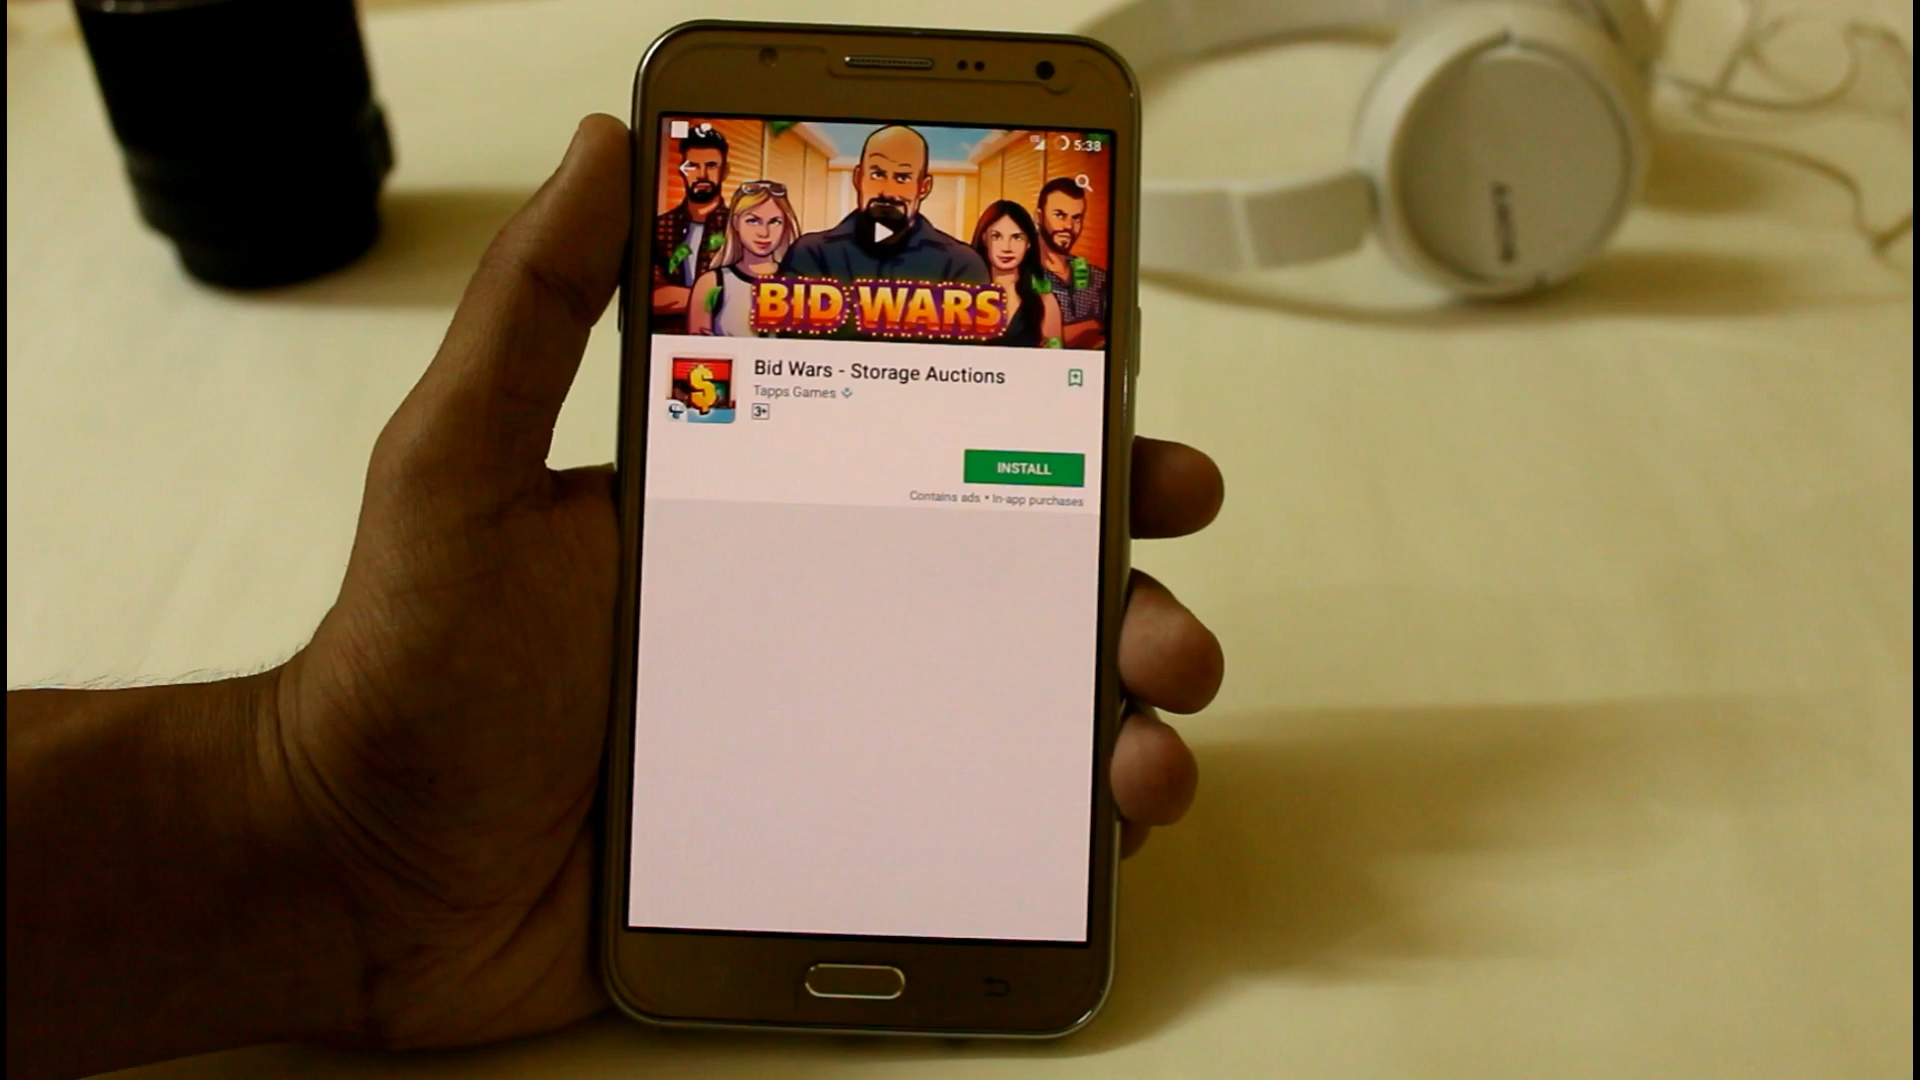 5:38
BID WARS
Bid Wars - Storage Auctions
Tapps Games
3+
INSTALL
Contains ads • In-app purchases